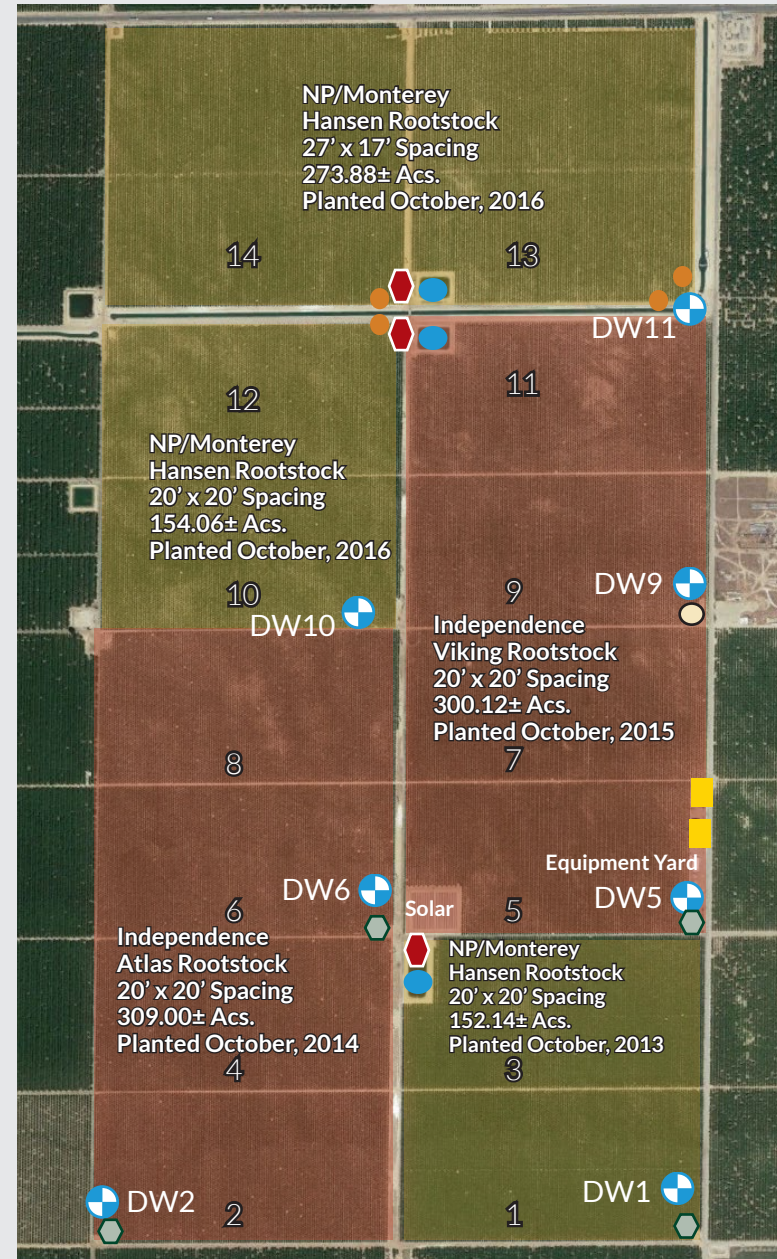 NP/Monterey
Hansen Rootstock
27’ x 17’ Spacing
273.88± Acs.
Planted October, 2016
14
13
DW11
12
11
NP/Monterey
Hansen Rootstock
20’ x 20’ Spacing
154.06± Acs.
Planted October, 2016
10
DW10
9
DW9
Independence
Viking Rootstock
20’ x 20’ Spacing
300.12± Acs.
Planted October, 2015
8
7
Equipment Yard
DW6
DW5
Solar
6
5
Independence
Atlas Rootstock
20’ x 20’ Spacing
309.00± Acs.
Planted October, 2014
4
NP/Monterey
Hansen Rootstock
20’ x 20’ Spacing
152.14± Acs.
Planted October, 2013
3
DW2
DW1
2
1